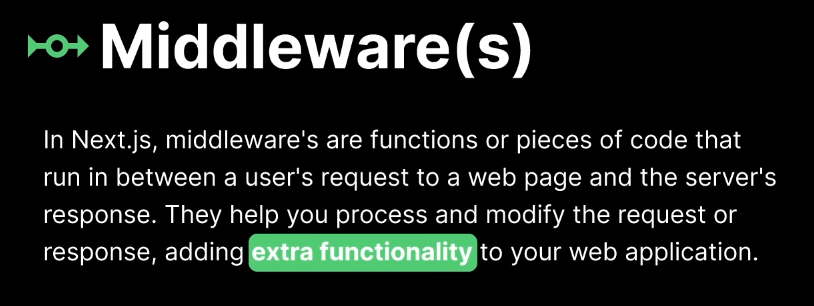 Middleware(s)
In Next.js, middleware's are functions or pieces of code that
run in between a user's request to a web page and the server's
response. They help you process and modify the request or
response, adding extra functionality to your web application.